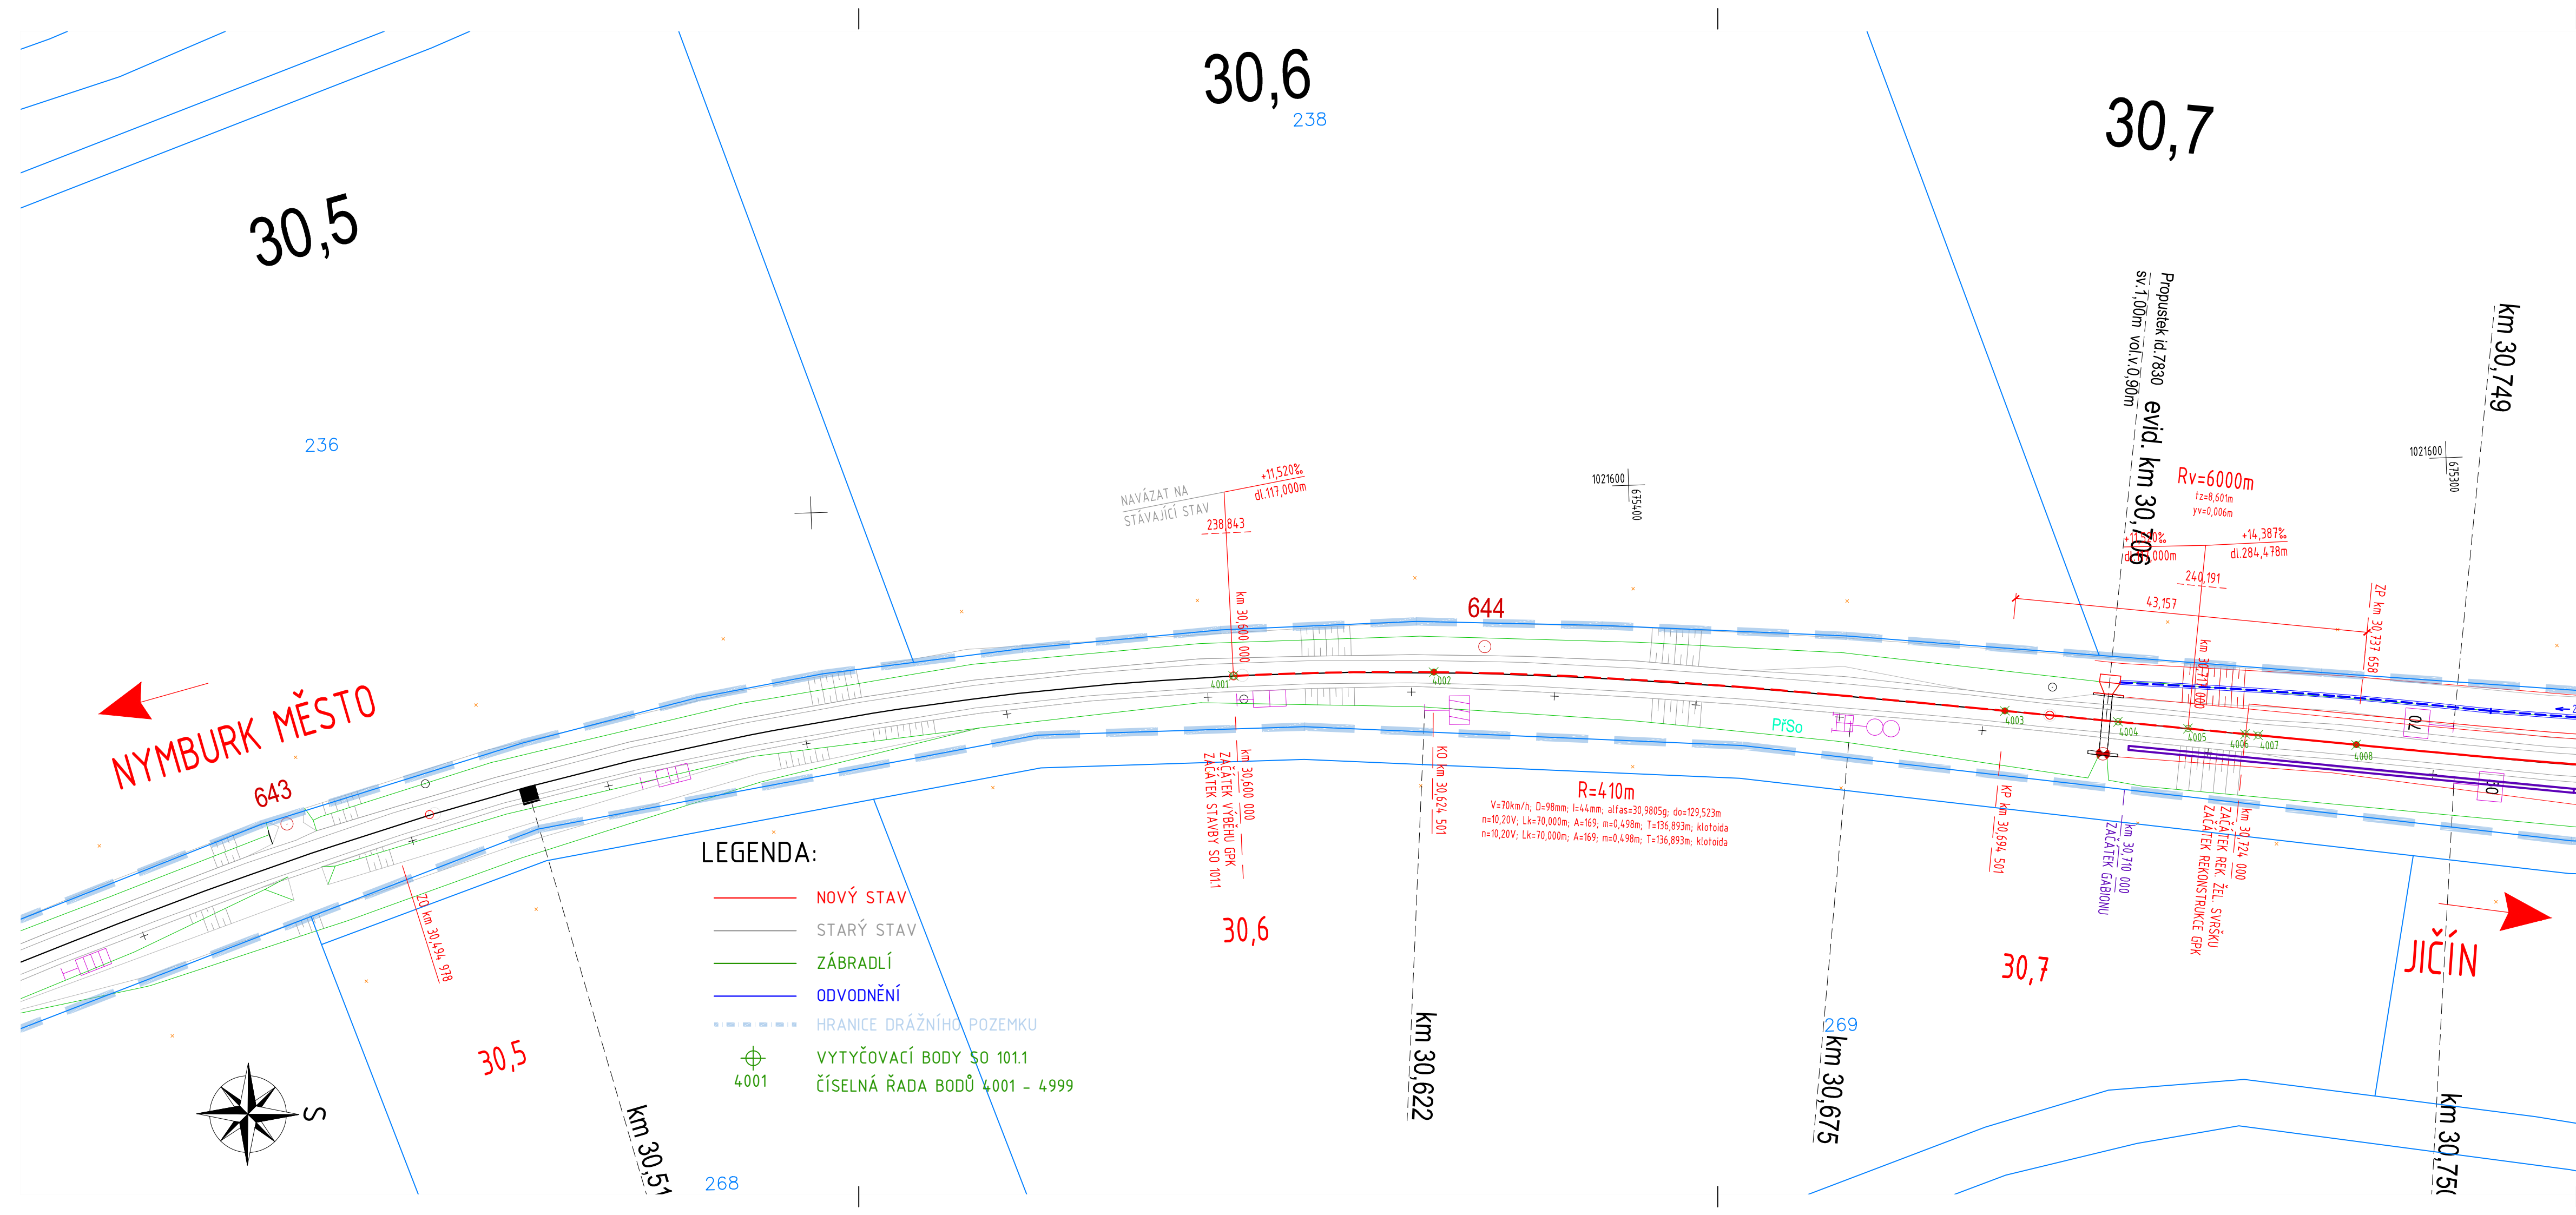 30,5
30,6
238
30,7
236
Propustek id.7830
sv.1,00m vol.v.0,90m
evid. km 30,706
km 30,749
NAVÁZAT NA
STÁVAJÍCÍ STAV
+11,520‰
dl.117,000m
238,843
km 30,600 000
1021600
675400
1021600
675300
Rv=6000m
tz=8,601m
yv=0,006m
+14,387‰
dl.284,478m
240,191
43,157
ZP km 30,737 658
644
NYMBURK MĚSTO
643
4001
4002
4003
4004
4005
4006
4007
4008
PřSo
70
50
ZO km 30,494 978
km 30,600 000
ZAČÁTEK VÝBĚHU GPK
ZAČÁTEK STAVBY SO 101.1
KO km 30,624 501
R=410m
V=70km/h; D=98mm; I=44mm; alfas=30,9805g; do=129,523m
n=10,20V; Lk=70,000m; A=169; m=0,498m; T=136,893m; klotoida
n=10,20V; Lk=70,000m; A=169; m=0,498m; T=136,893m; klotoida
KP km 30,694 501
km 30,710 000
ZAČÁTEK GABIONU
km 30,724 000
ZAČÁTEK REK. ŽEL. SVRŠKU
ZAČÁTEK REKONSTRUKCE GPK
LEGENDA:
NOVÝ STAV
STARÝ STAV
ZÁBRADLÍ
ODVODNĚNÍ
HRANICE DRÁŽNÍHO POZEMKU
VYTYČOVACÍ BODY SO 101.1
4001
ČÍSELNÁ ŘADA BODŮ 4001 - 4999
30,5
30,6
30,7
JIČÍN
269
268
S
km 30,51
km 30,622
km 30,675